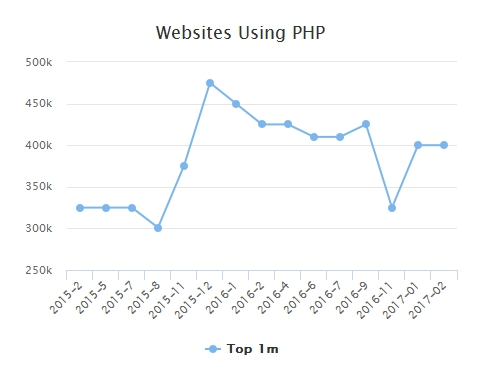 Websites Using PHP
500k
450k
400k
350k
300k
250k
2015-2
2015-5
2015-7
2015-8
2015-11
2015-12
2016-1
2016-2
2016-4
2016-6
2016-7
2016-9
2016-11
2017-01
2017-02
Top 1m